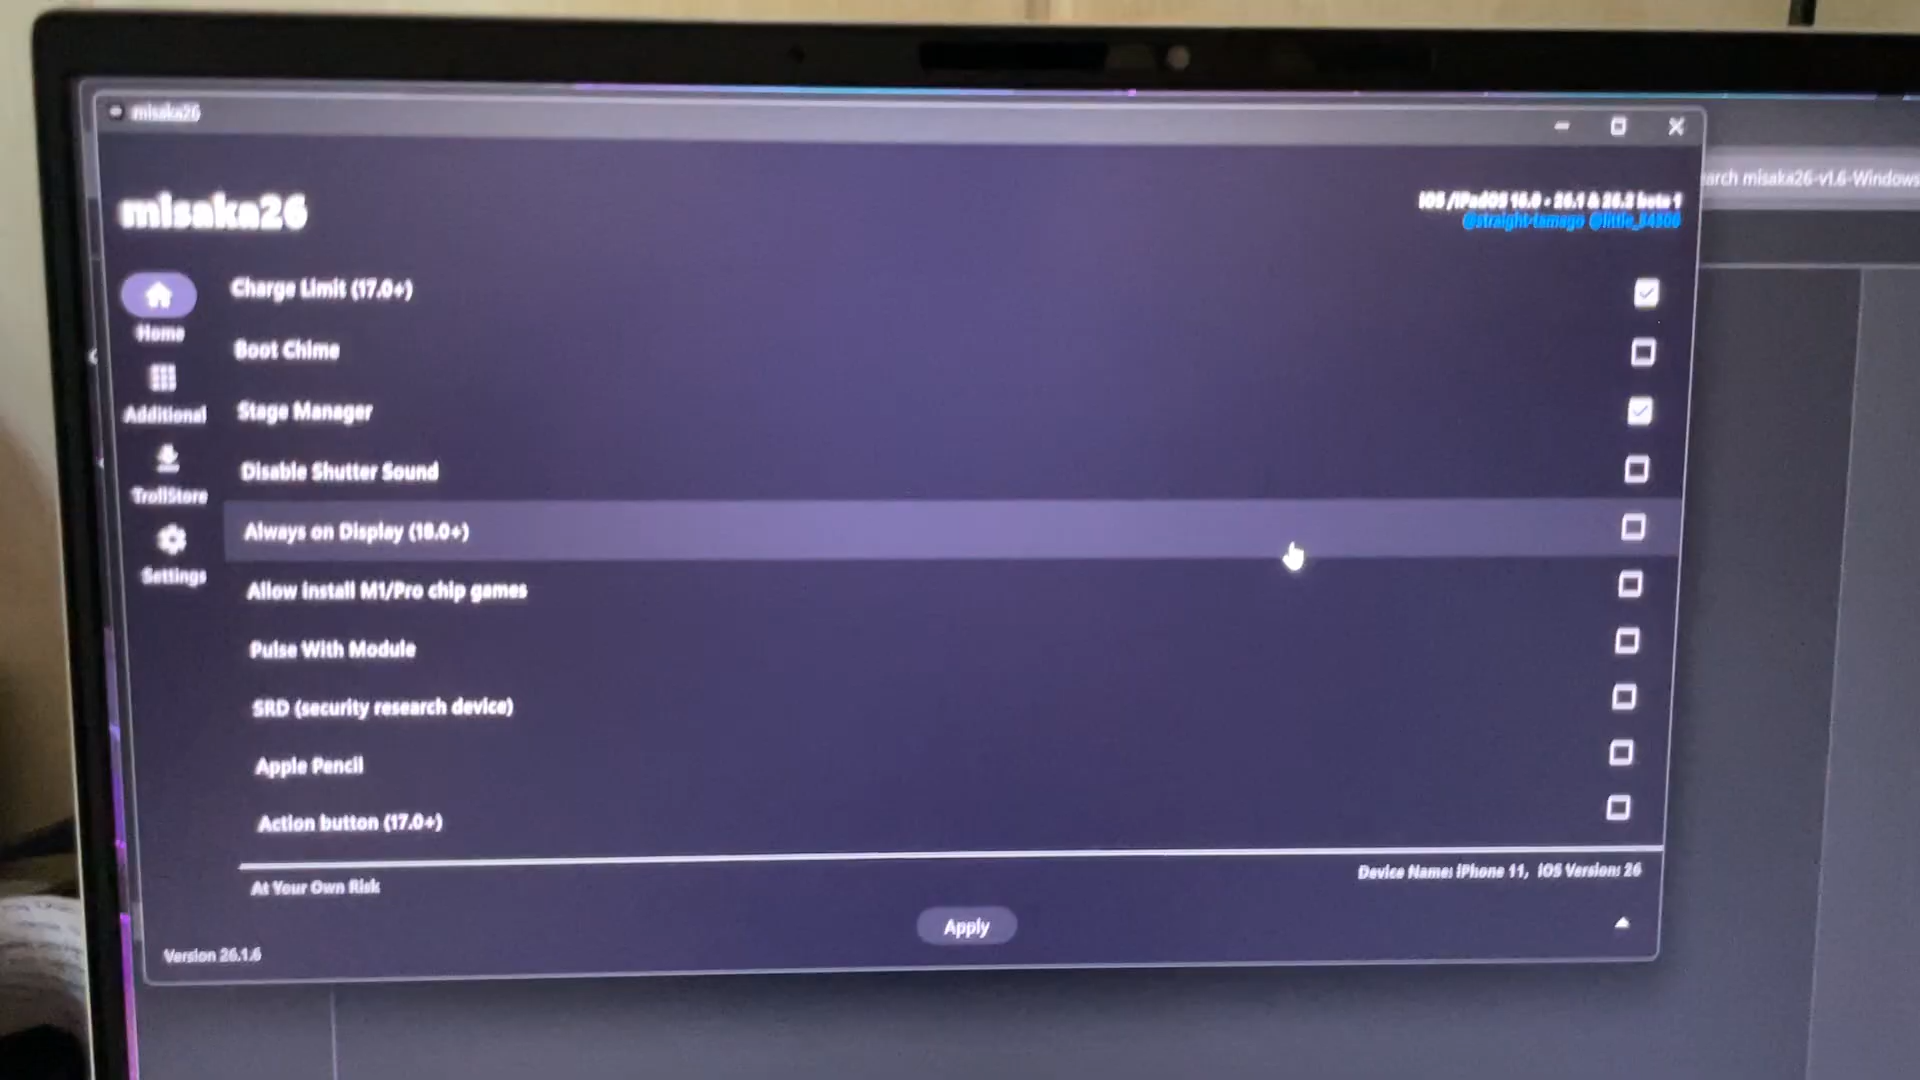 misaka26
arch misaka26-v1.6-Windows
misaka26
iOS /iPadOS 16.0 - 26.1 & 26.2 beta 1
@straight-tamago @little_34306
Home
Additional
TrollStore
Settings
Charge Limit (17.0+)
Boot Chime
Stage Manager
Disable Shutter Sound
Always on Display (18.0+)
Allow install M1/Pro chip games
Pulse With Module
SRD (security research device)
Apple Pencil
Action button (17.0+)
At Your Own Risk
Device Name: iPhone 11, iOS Version: 26
Apply
Version 26.1.6